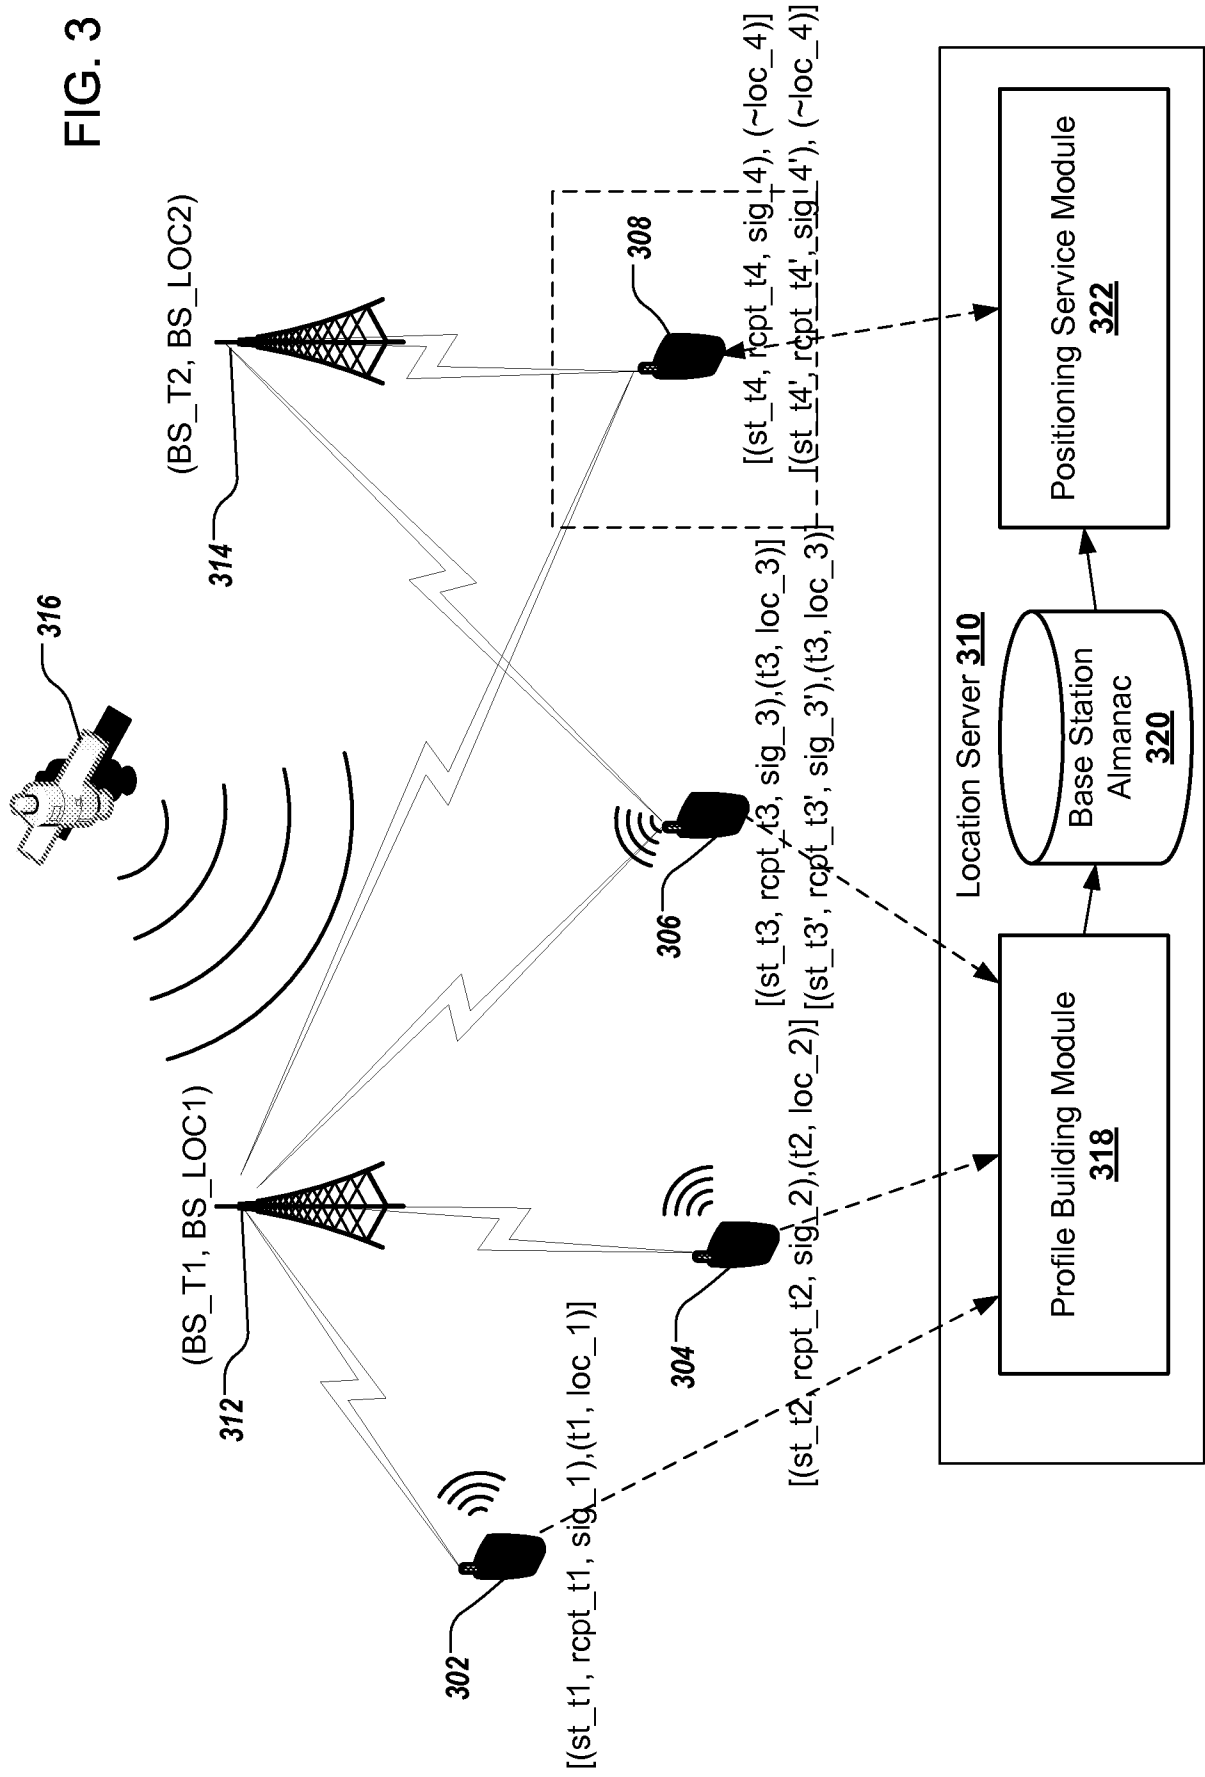 FIG. 3
316
(BS_T1, BS_LOC1)
(BS_T2, BS_LOC2)
312
314
302
304
306
308
[(st_t1, rcpt_t1, sig_1),(t1, loc_1)]
[(st_t2, rcpt_t2, sig_2),(t2, loc_2)]
[(st_t3, rcpt_t3, sig_3),(t3, loc_3)]
[(st_t3', rcpt_t3', sig_3'),(t3, loc_3)]
[(st_t4, rcpt_t4, sig_4), (~loc_4)]
[(st_t4', rcpt_t4', sig_4'), (~loc_4)]
Location Server 310
Profile Building Module
318
Base Station
Almanac
320
Positioning Service Module
322